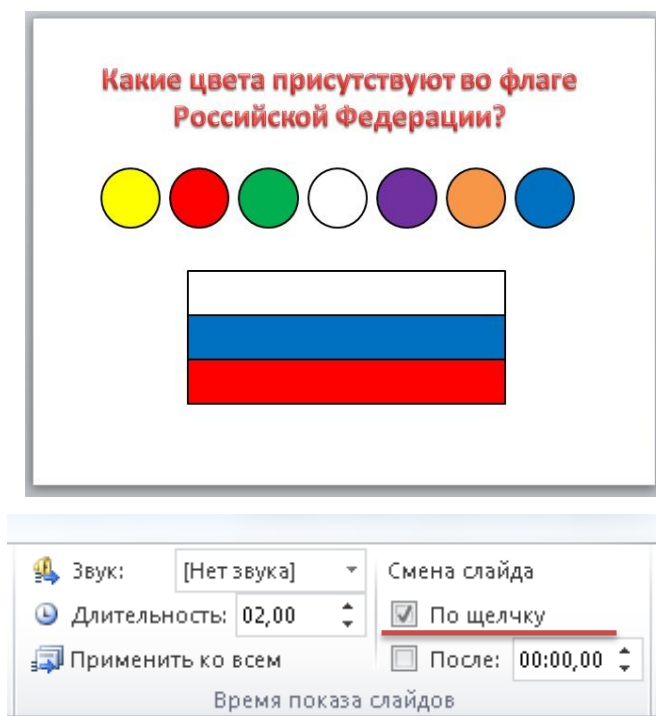 Какие цвета присутствуют во флаге
Российской Федерации?
Звук: [Нет звука]
Смена слайда
Длительность: 02,00
По щелчку
Применить ко всем
После: 00:00,00
Время показа слайдов